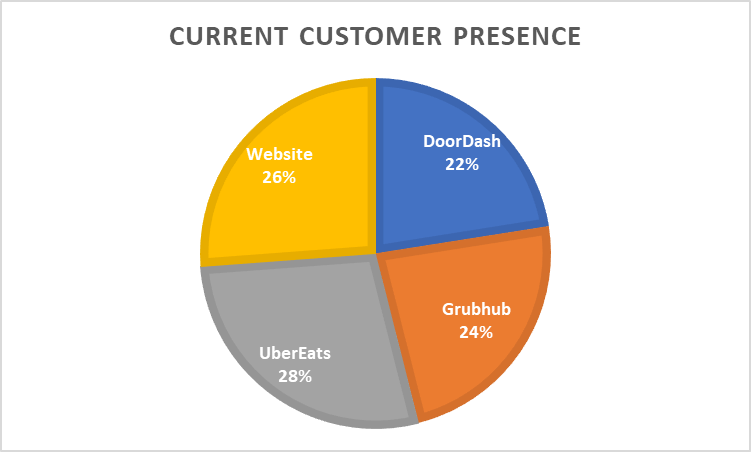 CURRENT CUSTOMER PRESENCE
DoorDash
22%
Grubhub
24%
UberEats
28%
Website
26%